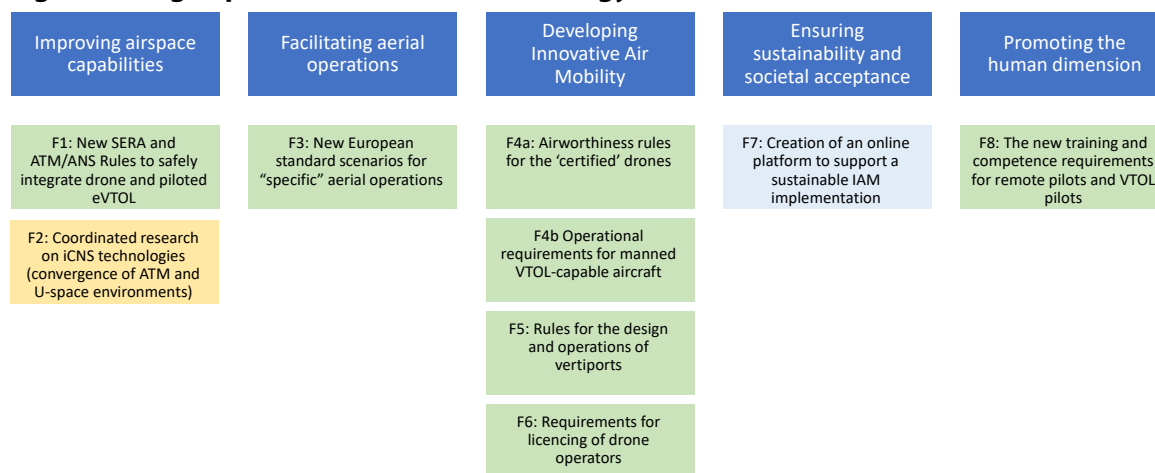 Improving airspace
capabilities
Facilitating aerial
operations
Developing
Innovative Air
Mobility
Ensuring
sustainability and
societal acceptance
Promoting the
human dimension
F1: New SERA and
ATM/ANS Rules to safely
integrate drone and piloted
eVTOL
F2: Coordinated research
on iCNS technologies
(convergence of ATM and
U-space environments)
F3: New European
standard scenarios for
“specific” aerial operations
F4a: Airworthiness rules
for the ‘certified’ drones
F4b Operational
requirements for manned
VTOL-capable aircraft
F5: Rules for the design
and operations of
vertiports
F6: Requirements for
licencing of drone
operators
F7: Creation of an online
platform to support a
sustainable IAM
implementation
F8: The new training and
competence requirements
for remote pilots and VTOL
pilots